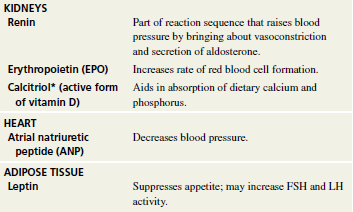 KIDNEYS
Renin Part of reaction sequence that raises blood
pressure by bringing about vasoconstriction
and secretion of aldosterone.
Erythropoietin (EPO) Increases rate of red blood cell formation.
Calcitriol* (active form Aids in absorption of dietary calcium and
of vitamin D) phosphorus.
HEART
Atrial natriuretic Decreases blood pressure.
peptide (ANP)
ADIPOSE TISSUE
Leptin Suppresses appetite; may increase FSH and LH
activity.